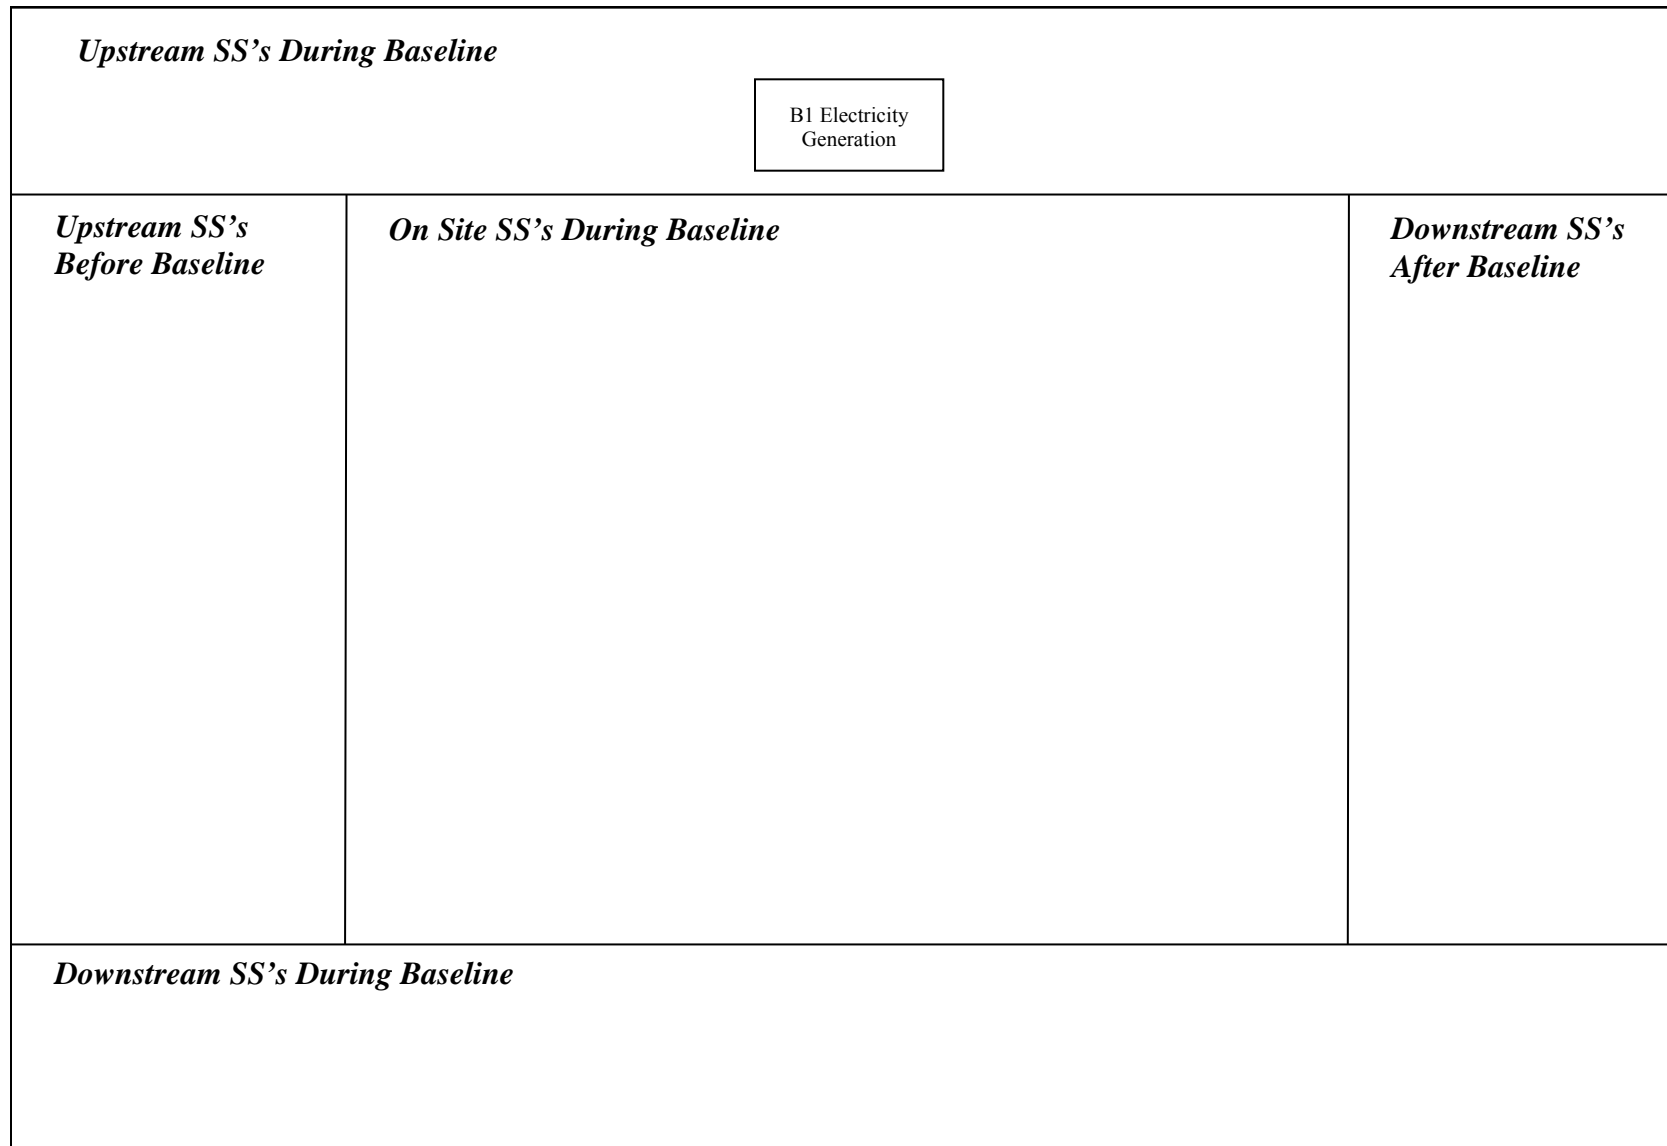 Upstream SS’s During Baseline
B1 Electricity
Generation
Upstream SS’s
Before Baseline
On Site SS’s During Baseline
Downstream SS’s
After Baseline
Downstream SS’s During Baseline